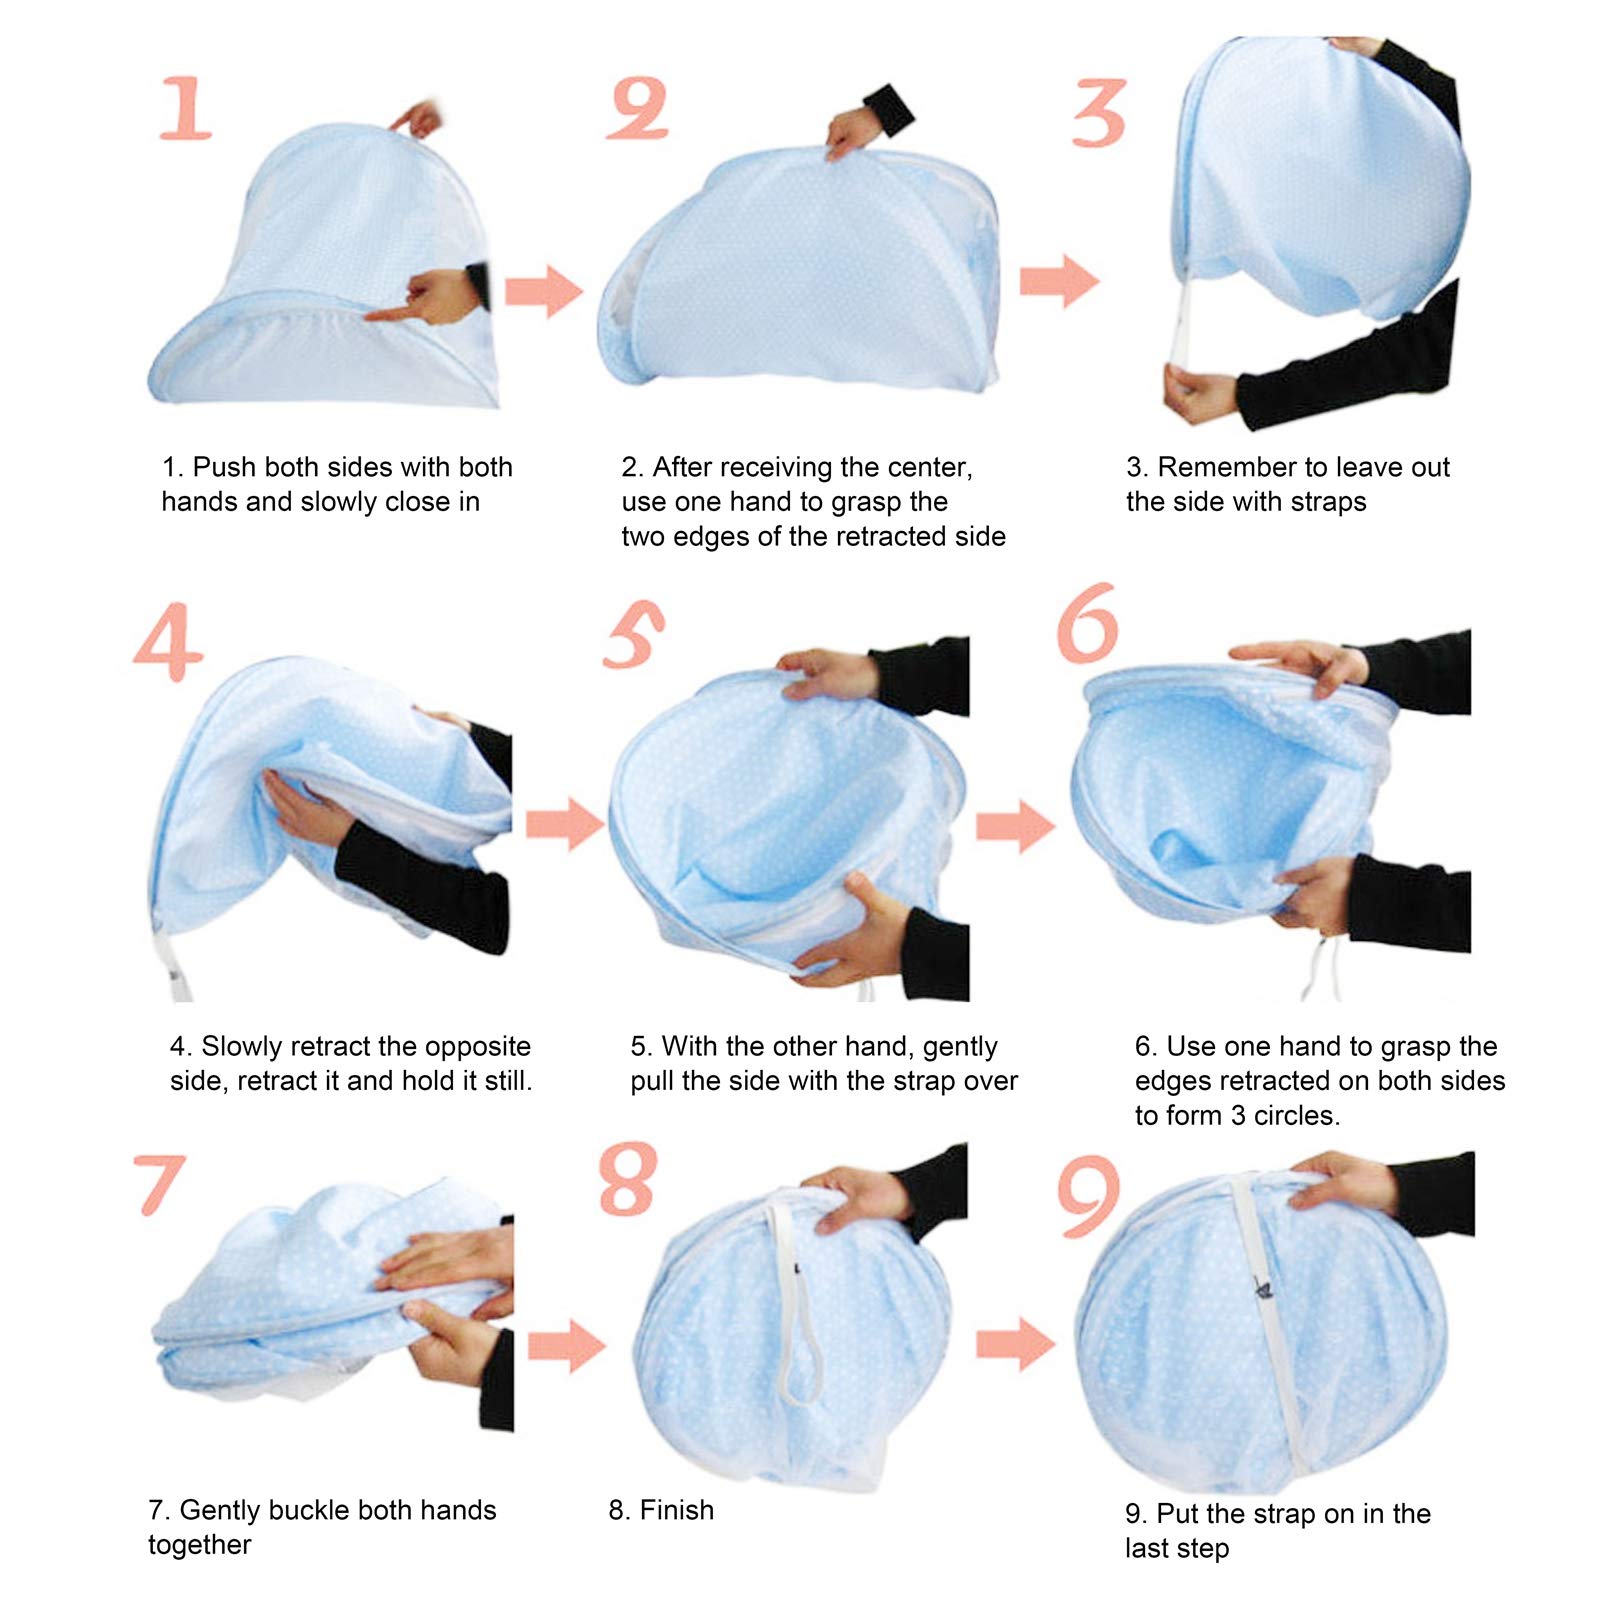 1
2
3
1. Push both sides with both
hands and slowly close in
2. After receiving the center,
use one hand to grasp the
two edges of the retracted side
3. Remember to leave out
the side with straps
4
5
6
4. Slowly retract the opposite
side, retract it and hold it still.
5. With the other hand, gently
pull the side with the strap over
6. Use one hand to grasp the
edges retracted on both sides
to form 3 circles.
7
8
9
7. Gently buckle both hands
together
8. Finish
9. Put the strap on in the
last step